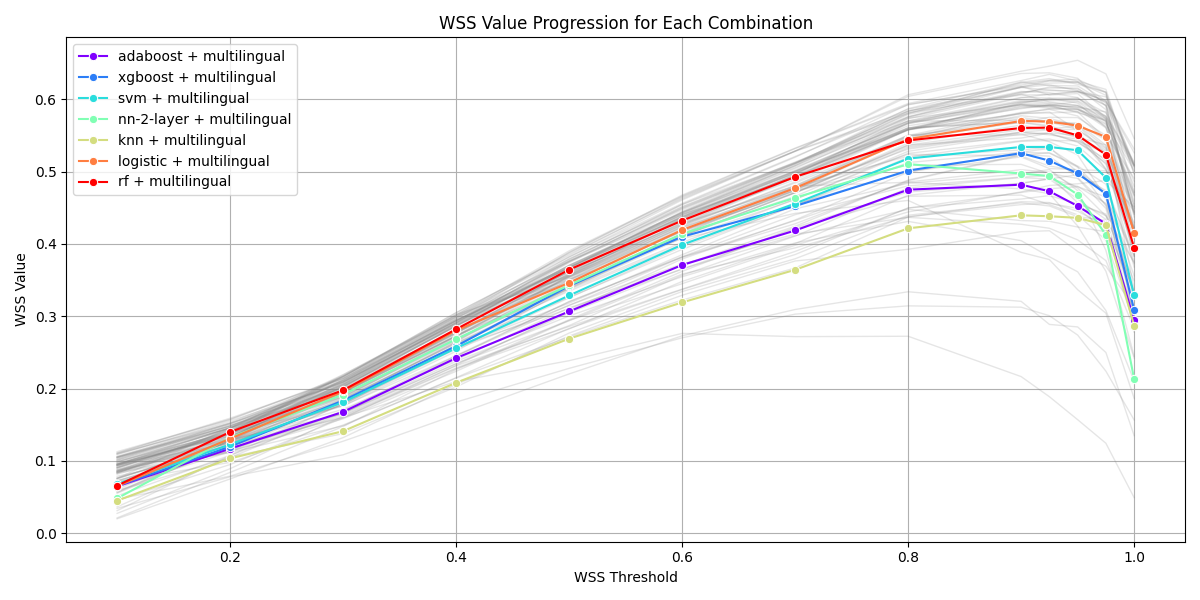 WSS Value Progression for Each Combination
adaboost + multilingual
xgboost + multilingual
svm + multilingual
nn-2-layer + multilingual
knn + multilingual
logistic + multilingual
rf + multilingual
WSS Value
0.6
0.5
0.4
0.3
0.2
0.1
0.0
0.2 0.4 0.6 0.8 1.0
WSS Threshold